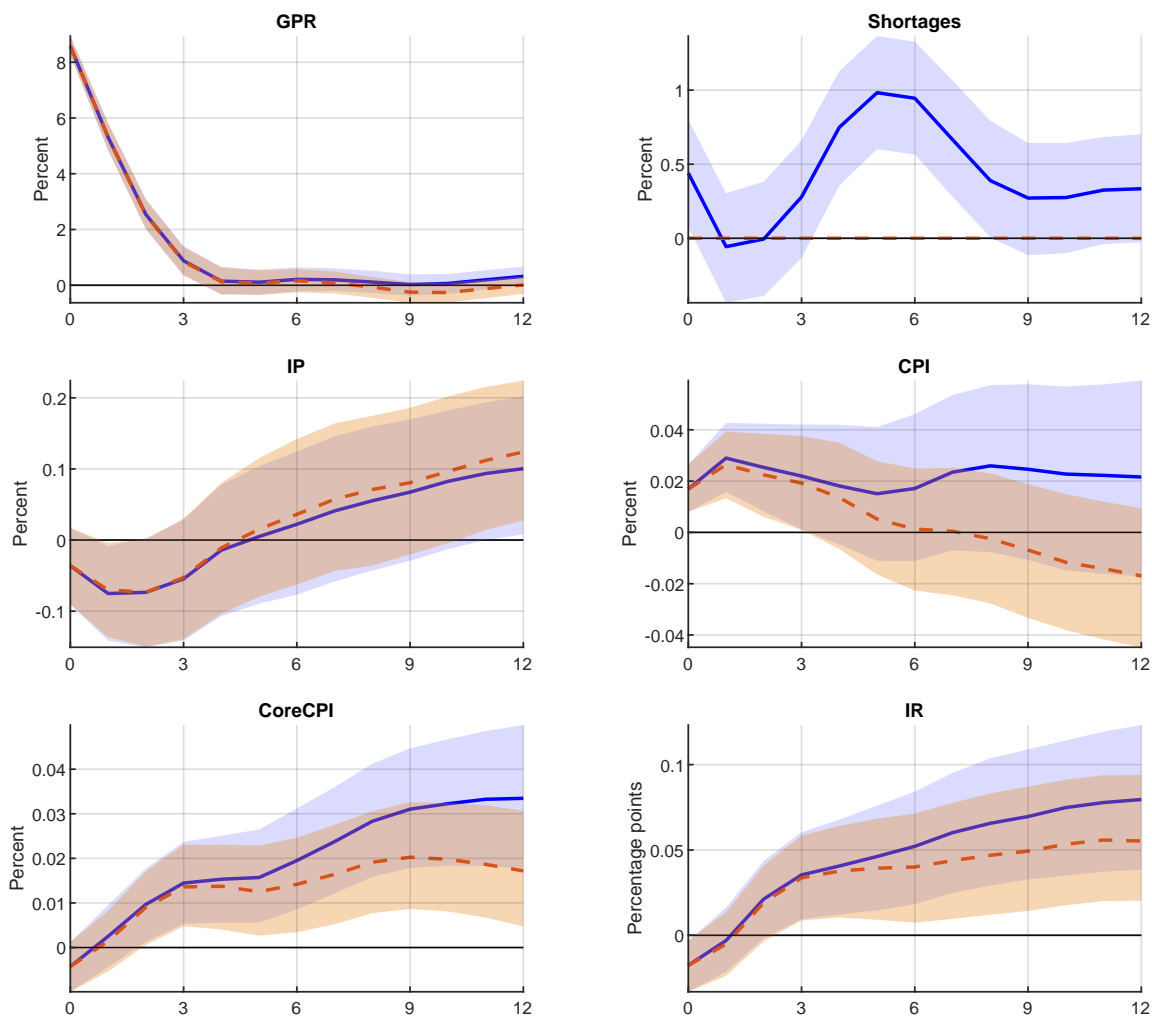 GPR
Percent
8
6
4
2
0
0 3 6 9 12
Shortages
Percent
1
0.5
0
0 3 6 9 12
IP
Percent
0.2
0.1
0
-0.1
0 3 6 9 12
CPI
Percent
0.04
0.02
0
-0.02
-0.04
0 3 6 9 12
CoreCPI
Percent
0.04
0.03
0.02
0.01
0
0 3 6 9 12
IR
Percentage points
0.1
0.05
0
0 3 6 9 12